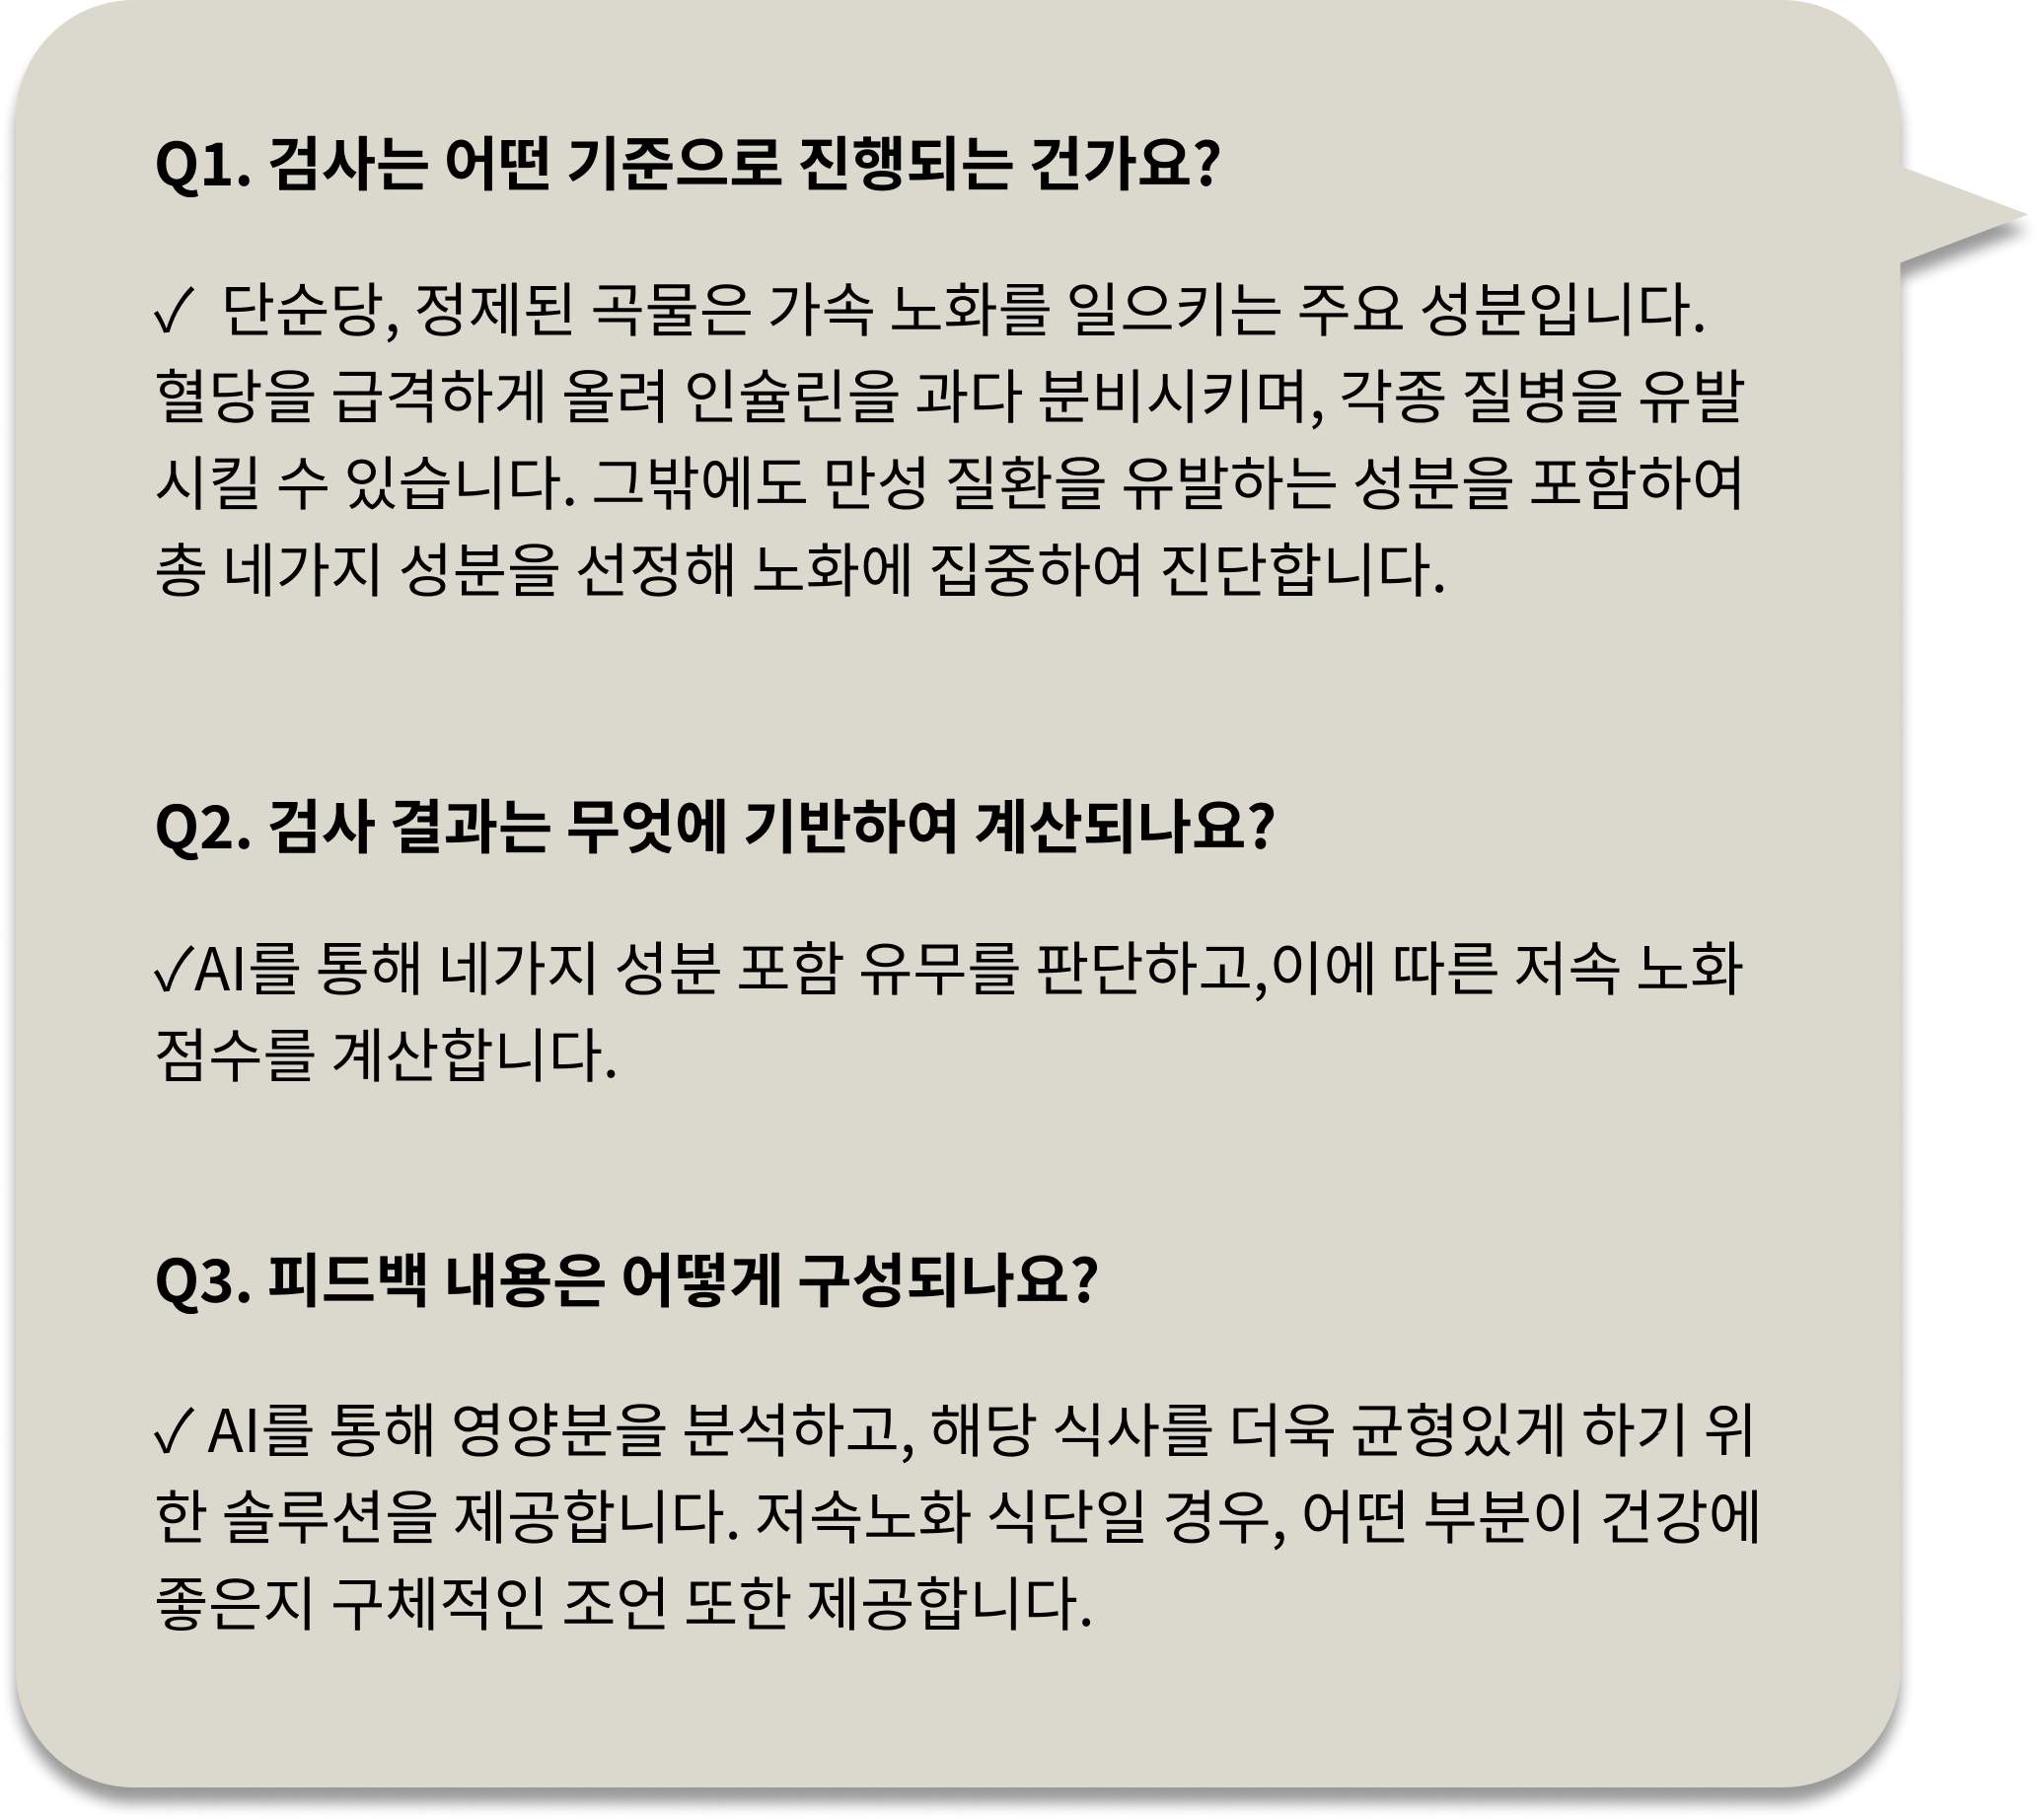 Q1. 검사는 어떤 기준으로 진행되는 건가요?
✓ 단순당, 정제된 곡물은 가속 노화를 일으키는 주요 성분입니다.
혈당을 급격하게 올려 인슐린을 과다 분비시키며, 각종 질병을 유발
시킬 수 있습니다. 그밖에도 만성 질환을 유발하는 성분을 포함하여
총 네가지 성분을 선정해 노화에 집중하여 진단합니다.
Q2. 검사 결과는 무엇에 기반하여 계산되나요?
✓AI를 통해 네가지 성분 포함 유무를 판단하고,이에 따른 저속 노화
점수를 계산합니다.
Q3. 피드백 내용은 어떻게 구성되나요?
✓ AI를 통해 영양분을 분석하고, 해당 식사를 더욱 균형있게 하기 위
한 솔루션을 제공합니다. 저속노화 식단일 경우, 어떤 부분이 건강에
좋은지 구체적인 조언 또한 제공합니다.